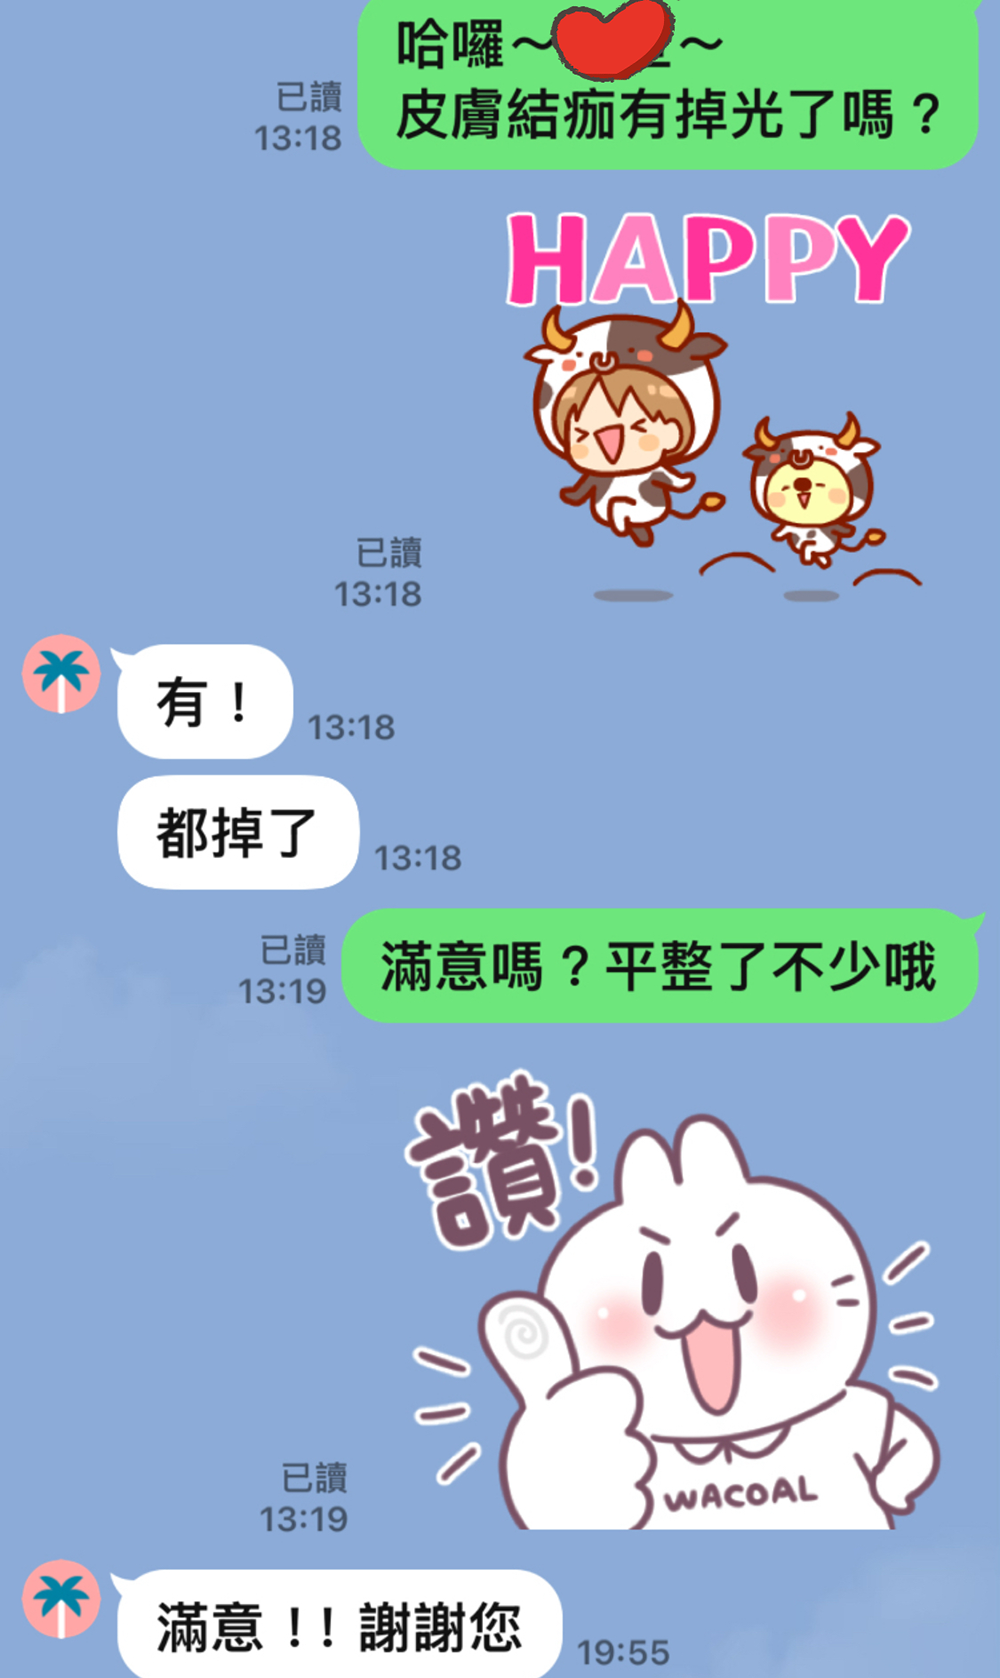 哈囉～ ～
皮膚結痂有掉光了嗎？
已讀
13:18
HAPPY
已讀
13:18
有！
13:18
都掉了
13:18
滿意嗎？平整了不少哦
已讀
13:19
讚！
WACOAL
已讀
13:19
滿意！！謝謝您
19:55